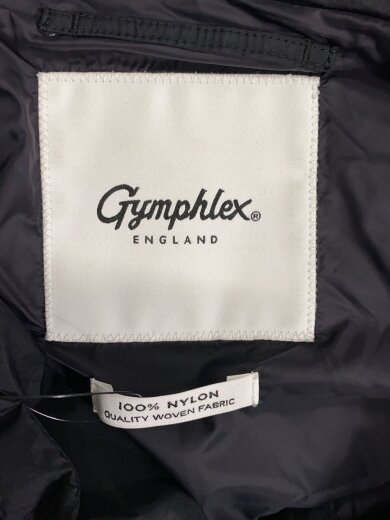 Gymphlex®
ENGLAND
100% NYLON
QUALITY WOVEN FABRIC